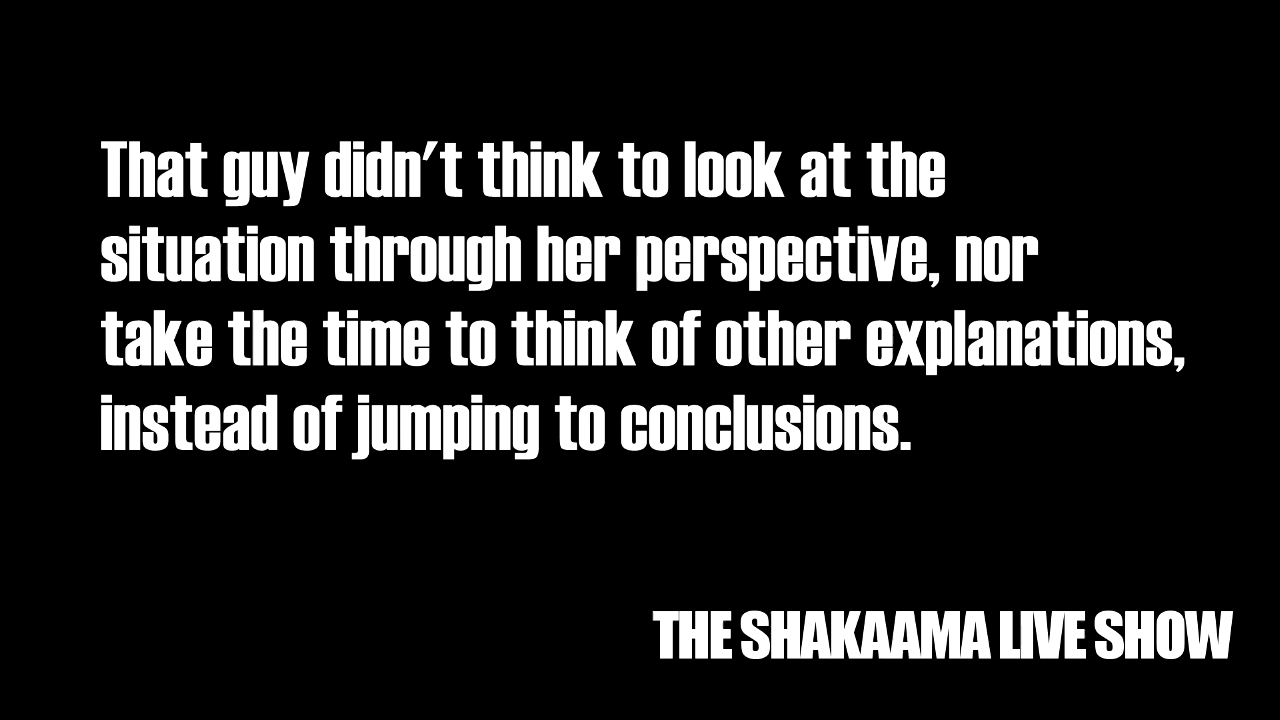 That guy didn't think to look at the
situation through her perspective, nor
take the time to think of other explanations,
instead of jumping to conclusions.
THE SHAKAAMA LIVE SHOW